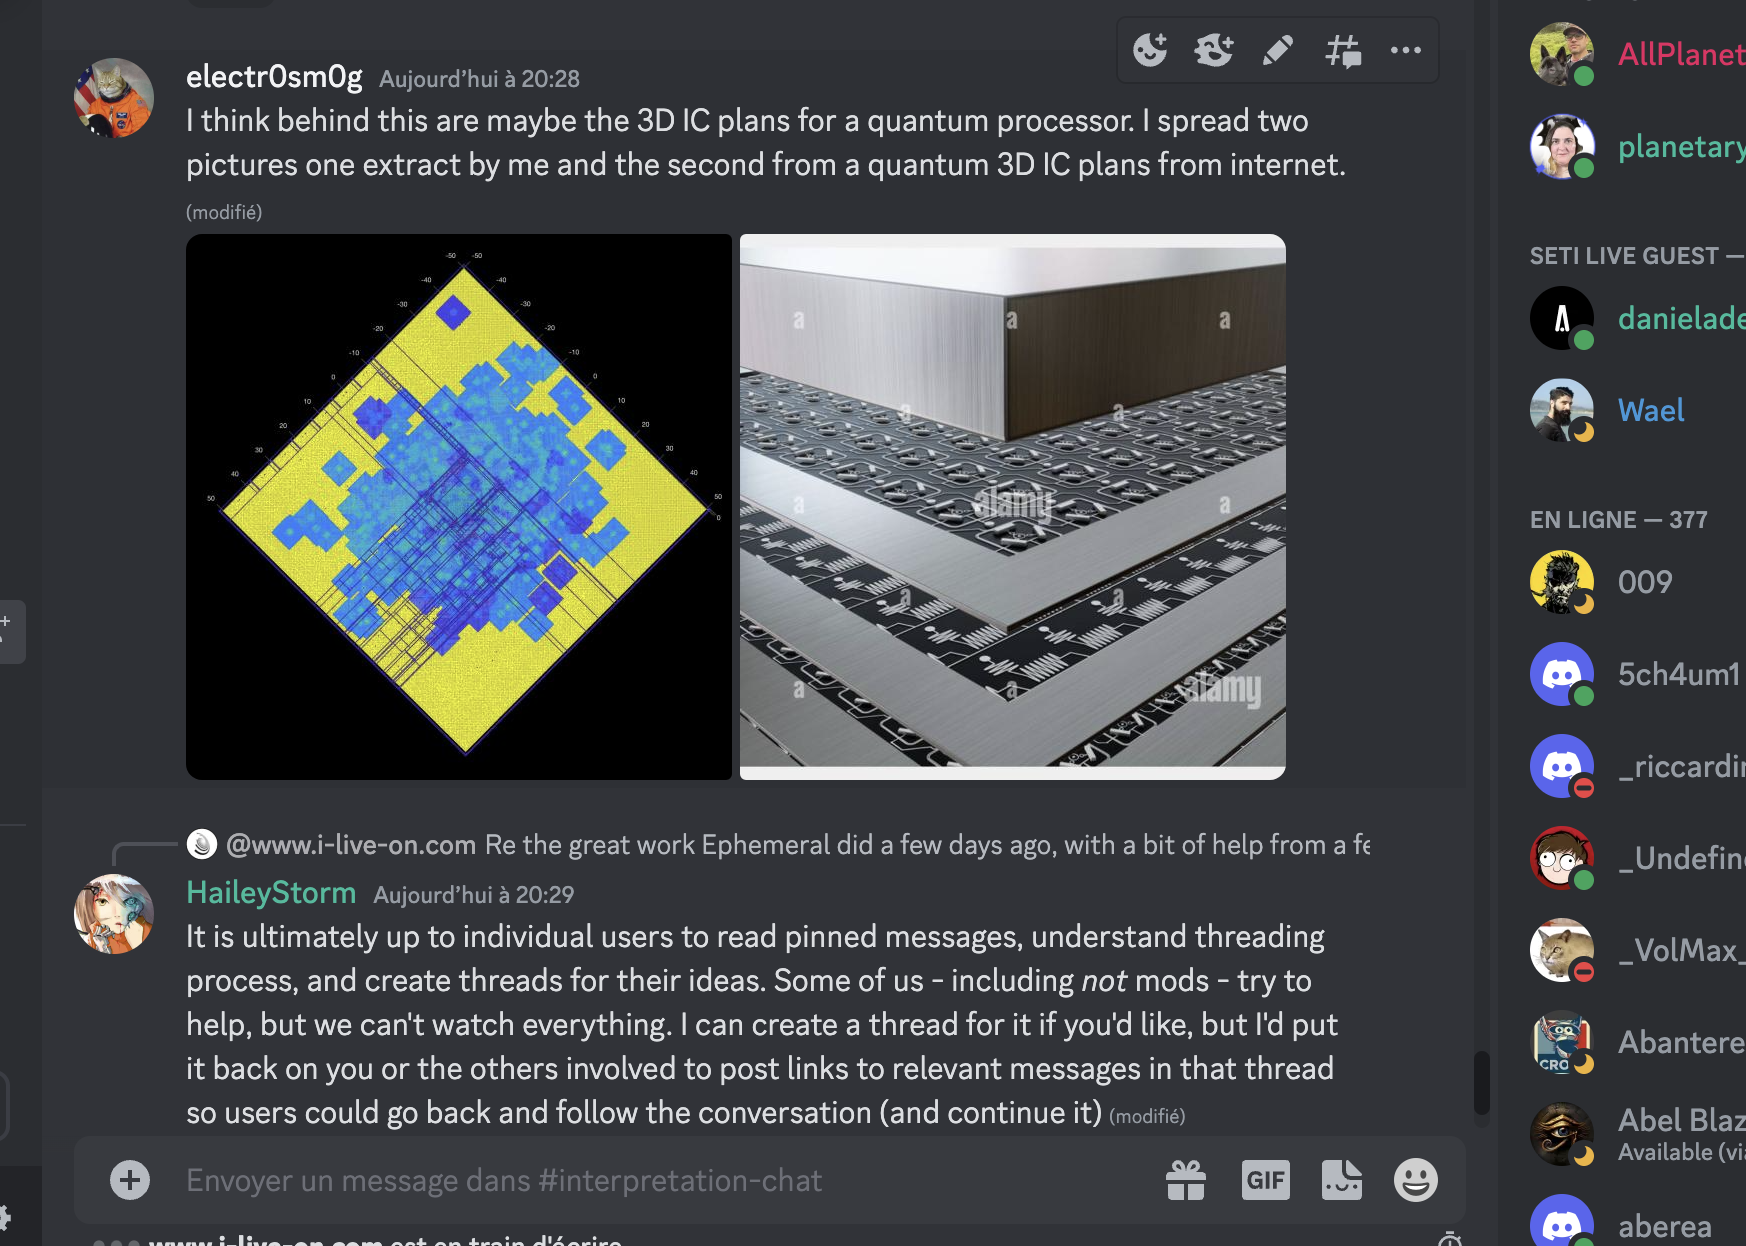 electr0sm0g Aujourd'hui à 20:28
I think behind this are maybe the 3D IC plans for a quantum processor. I spread two
pictures one extract by me and the second from a quantum 3D IC plans from internet.
(modifié)
-50 -50
-40 -40
-30 -30
-20 -20
-10 -10
0 0
10 10
20 20
30 30
40 40
50 50
0
a a a
a a
a alamy a
a a
a a alamy
@www.i-live-on.com Re the great work Ephemeral did a few days ago, with a bit of help from a fe
HaileyStorm Aujourd'hui à 20:29
It is ultimately up to individual users to read pinned messages, understand threading
process, and create threads for their ideas. Some of us - including not mods - try to
help, but we can't watch everything. I can create a thread for it if you'd like, but I'd put
it back on you or the others involved to post links to relevant messages in that thread
so users could go back and follow the conversation (and continue it) (modifié)
Envoyer un message dans #interpretation-chat
GIF
www.i-live-on.com est en train d'écrire
AllPlanet
planetary
SETI LIVE GUEST —
danielade
Wael
EN LIGNE — 377
009
5ch4um1
_riccardin
_Undefine
_VolMax_
Abantere
CRO
Abel Blaz
Available (via
aberea